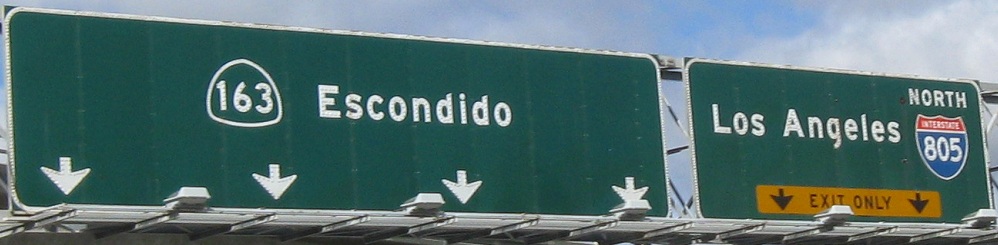 163 Escondido
NORTH
Los Angeles
INTERSTATE
805
EXIT ONLY